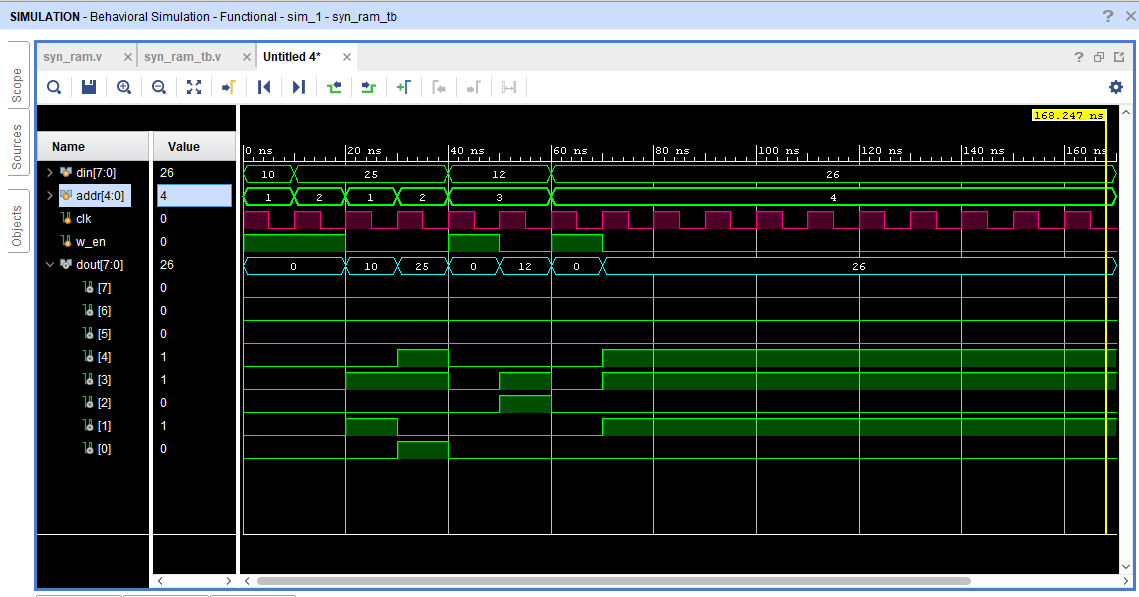 SIMULATION - Behavioral Simulation - Functional - sim_1 - syn_ram_tb ? ×
Scope
Sources
Objects
syn_ram.v × syn_ram_tb.v × Untitled 4* × ?
168.247 ns
Name Value 0 ns 20 ns 40 ns 60 ns 80 ns 100 ns 120 ns 140 ns 160 ns
din[7:0] 26 10 25 12 26
addr[4:0] 4 1 2 1 2 3 4
clk 0
w_en 0
dout[7:0] 26 0 10 25 0 12 0 26
[7] 0
[6] 0
[5] 0
[4] 1
[3] 1
[2] 0
[1] 1
[0] 0